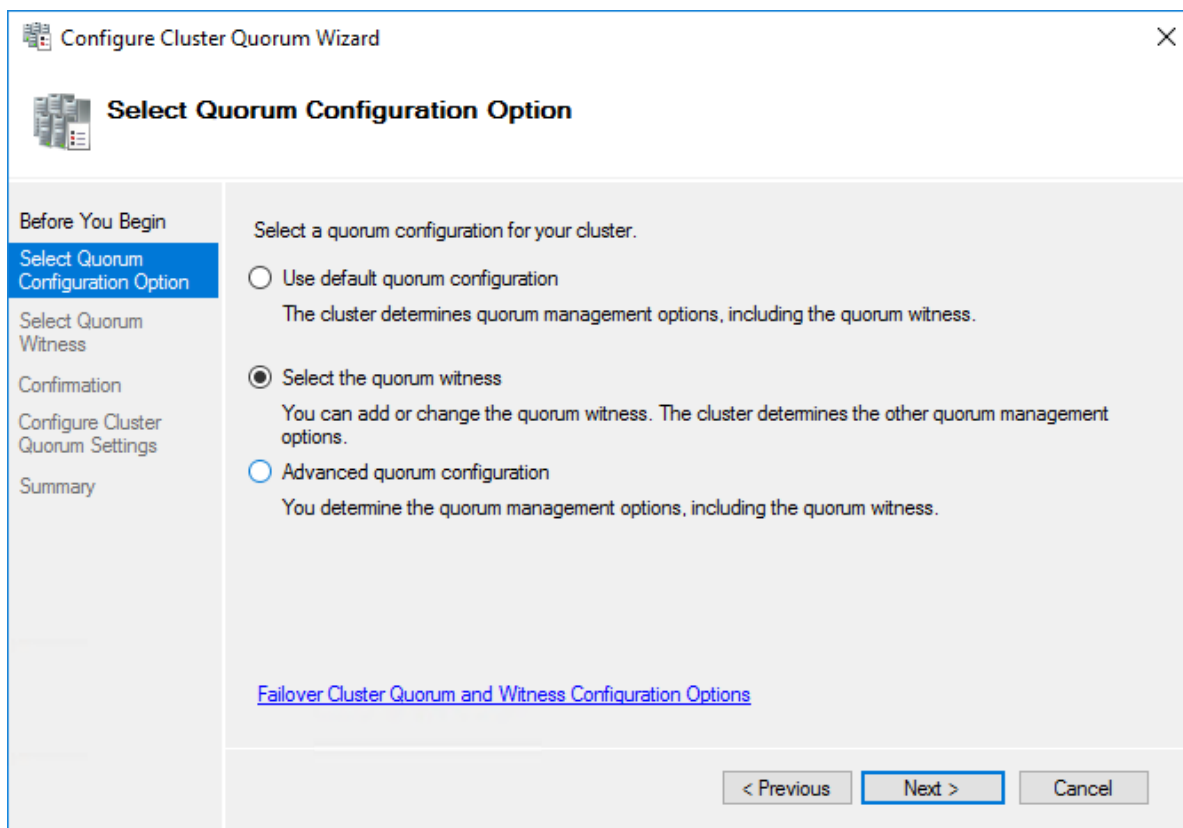 Configure Cluster Quorum Wizard
Select Quorum Configuration Option
Before You Begin
Select Quorum
Configuration Option
Select Quorum
Witness
Confirmation
Configure Cluster
Quorum Settings
Summary
Select a quorum configuration for your cluster.
Use default quorum configuration
The cluster determines quorum management options, including the quorum witness.
Select the quorum witness
You can add or change the quorum witness. The cluster determines the other quorum management
options.
Advanced quorum configuration
You determine the quorum management options, including the quorum witness.
Failover Cluster Quorum and Witness Configuration Options
< Previous
Next >
Cancel